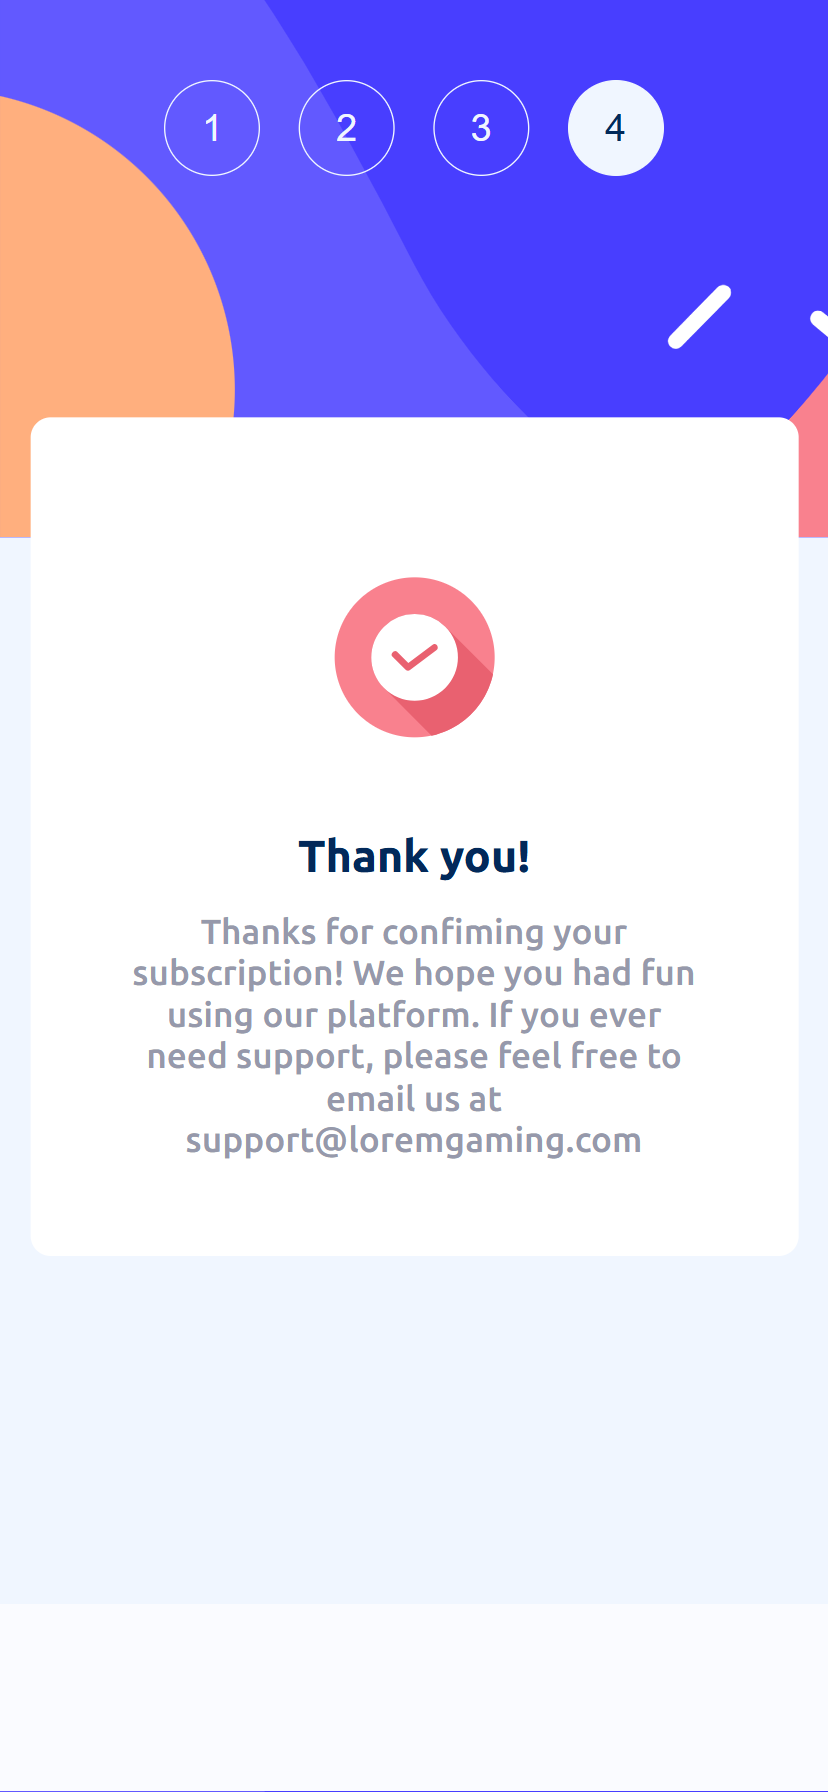 1 2 3 4
Thank you!
Thanks for confiming your
subscription! We hope you had fun
using our platform. If you ever
need support, please feel free to
email us at
support@loremgaming.com